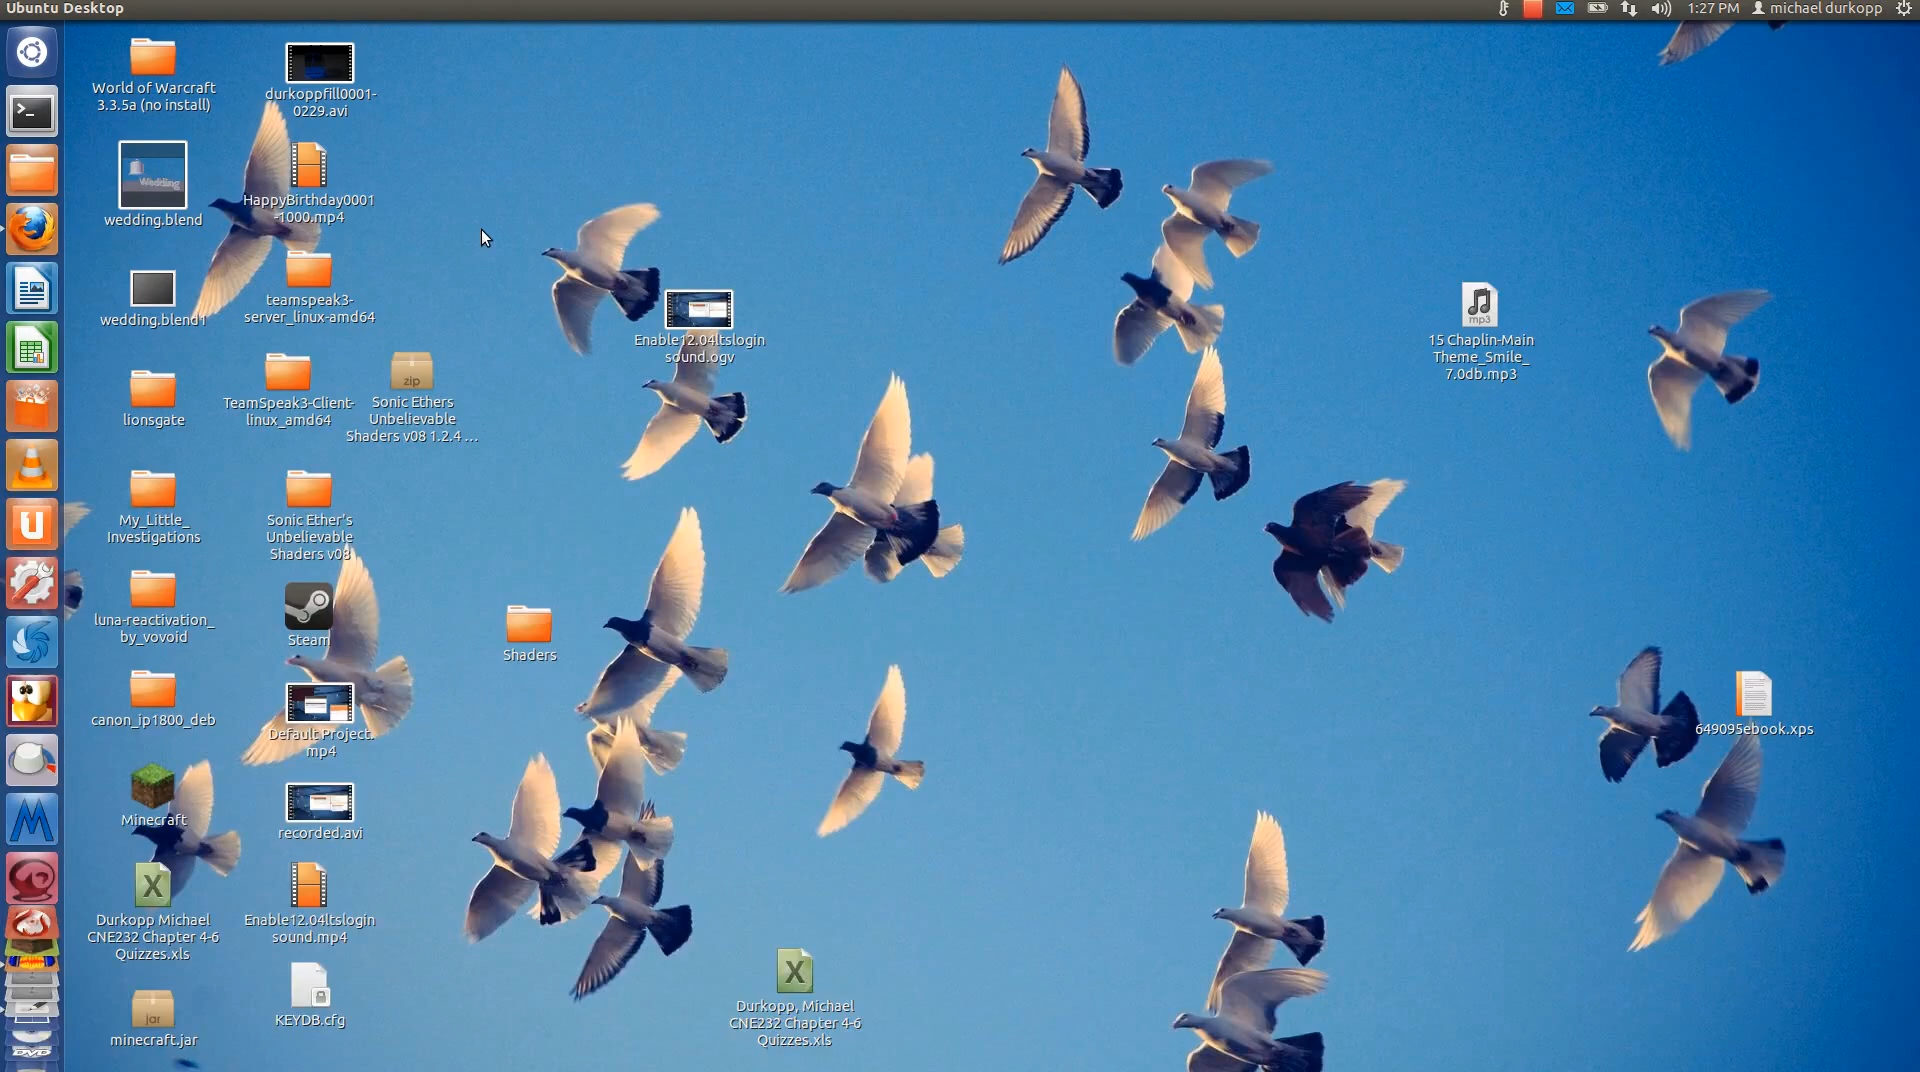 Ubuntu Desktop
1:27 PM
michael durkopp
World of Warcraft
3.3.5a (no install)
durkoppfill0001-
0229.avi
Wedding
wedding.blend
HappyBirthday0001
-1000.mp4
wedding.blend1
teamspeak3-
server_linux-amd64
Enable12.04ltslogin
sound.ogv
mp3
15 Chaplin-Main
Theme_Smile_
7.0db.mp3
lionsgate
TeamSpeak3-Client-
linux_amd64
zip
Sonic Ethers
Unbelievable
Shaders v08 1.2.4 ...
My_Little_
Investigations
Sonic Ether's
Unbelievable
Shaders v08
luna-reactivation_
by_vovoid
Steam
Shaders
canon_ip1800_deb
Default Project.
mp4
649095ebook.xps
Minecraft
recorded.avi
X
Durkopp Michael
CNE232 Chapter 4-6
Quizzes.xls
Enable12.04ltslogin
sound.mp4
X
Durkopp, Michael
CNE232 Chapter 4-6
Quizzes.xls
jar
minecraft.jar
KEYDB.cfg
DVD